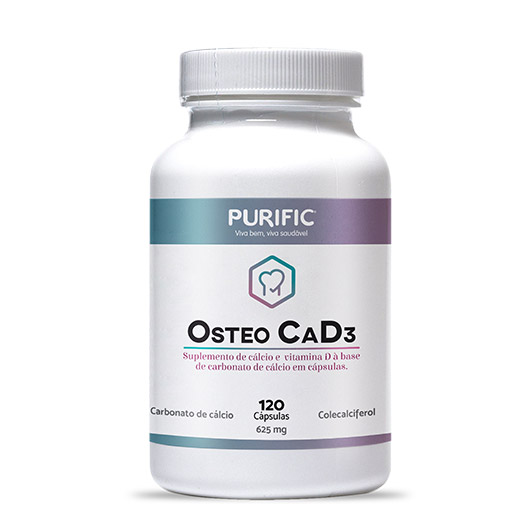 PURIFIC®
Viva bem, viva saudável
OSTEO CAD3
Suplemento de cálcio e vitamina D à base
de carbonato de cálcio em cápsulas.
120
Cápsulas
Carbonato de cálcio
Colecalciferol
625 mg